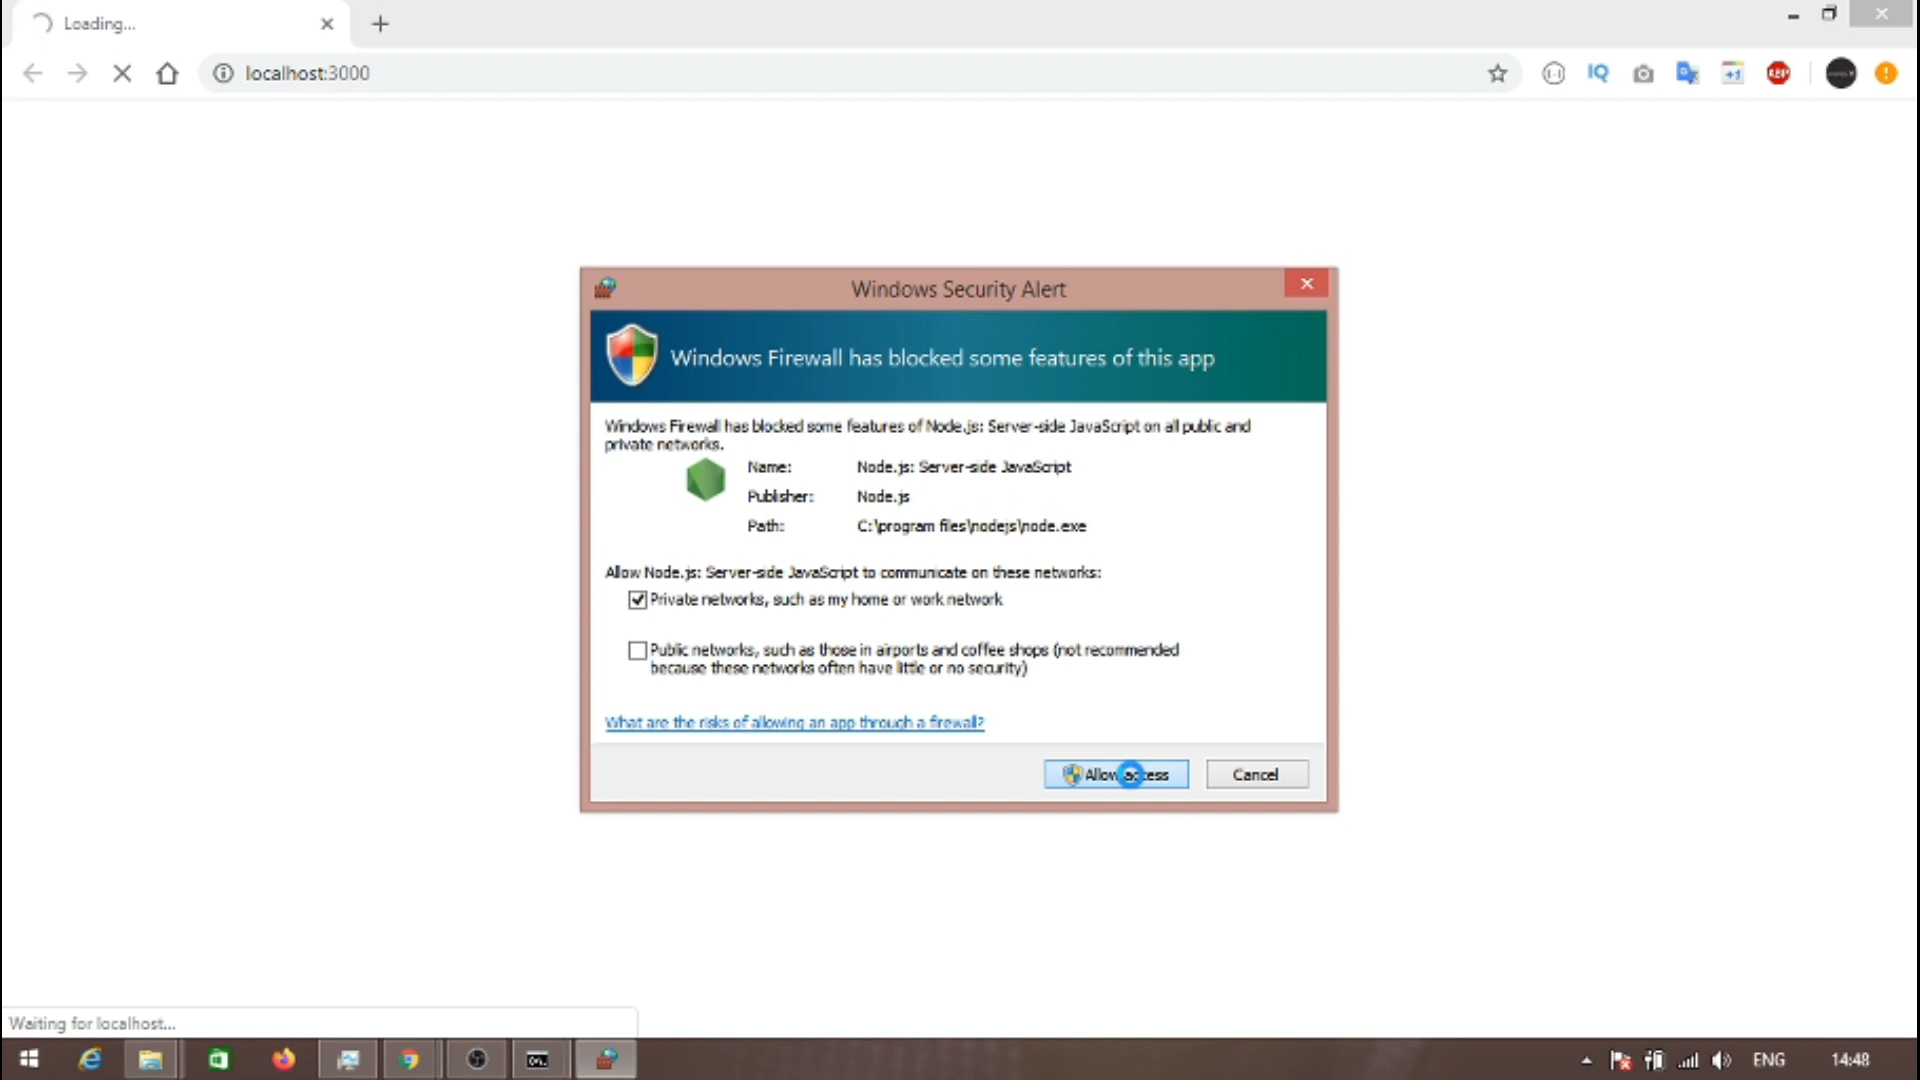 Loading...
localhost:3000
IQ
+1
ABP
Windows Security Alert
Windows Firewall has blocked some features of this app
Windows Firewall has blocked some features of Node.js: Server-side JavaScript on all public and
private networks.
Name: Node.js: Server-side JavaScript
Publisher: Node.js
Path: C:\program files\nodejs\node.exe
Allow Node.js: Server-side JavaScript to communicate on these networks:
Private networks, such as my home or work network
Public networks, such as those in airports and coffee shops (not recommended
because these networks often have little or no security)
What are the risks of allowing an app through a firewall?
Allow access Cancel
Waiting for localhost...
ENG 14:48